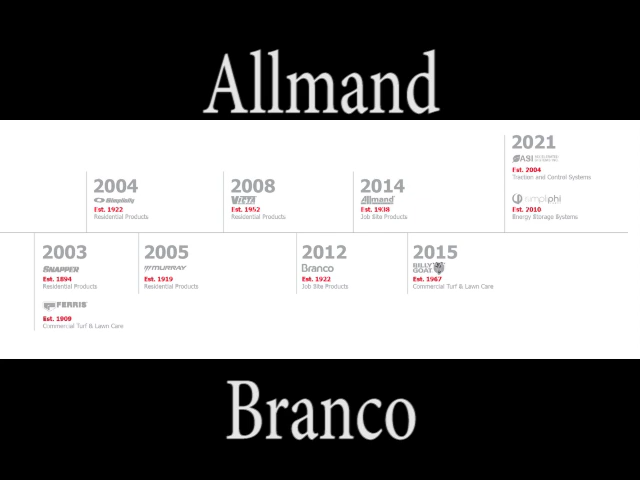 Allmand
2021
ASI
Est. 2004
Traction and Control Systems
2004
2008
2014
Simplicity
VICTA
Allmand
simpliphi
Est. 1922
Est. 1952
Est. 1938
Est. 2010
Residential Products
Residential Products
Job Site Products
Energy Storage Systems
2003
2005
2012
2015
SNAPPER
MURRAY
Branco
BILLY GOAT
Est. 1894
Est. 1919
Est. 1922
Est. 1967
Residential Products
Residential Products
Job Site Products
Commercial Turf & Lawn Care
FERRIS
Est. 1909
Commercial Turf & Lawn Care
Branco